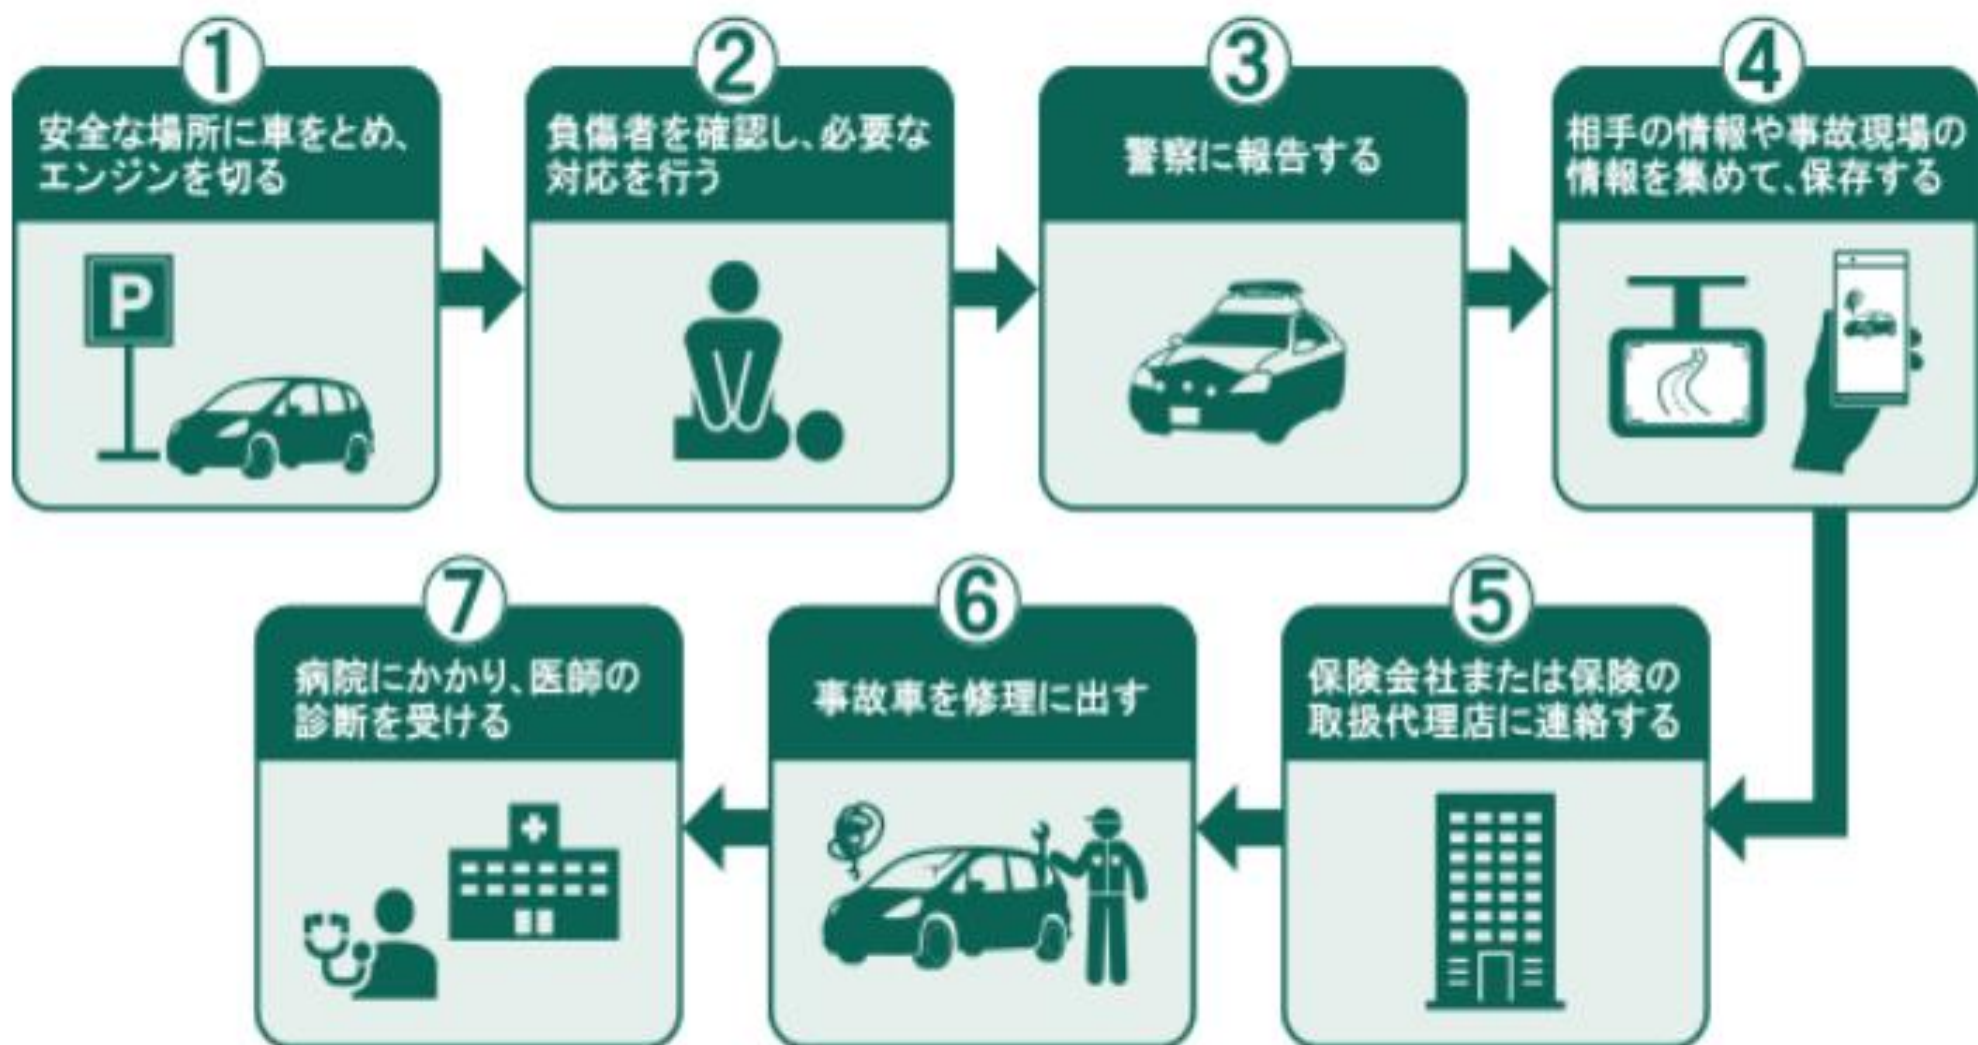 1
安全な場所に車をとめ、
エンジンを切る
P
2
負傷者を確認し、必要な
対応を行う
3
警察に報告する
4
相手の情報や事故現場の
情報を集めて、保存する
5
保険会社または保険の
取扱代理店に連絡する
6
事故車を修理に出す
7
病院にかかり、医師の
診断を受ける